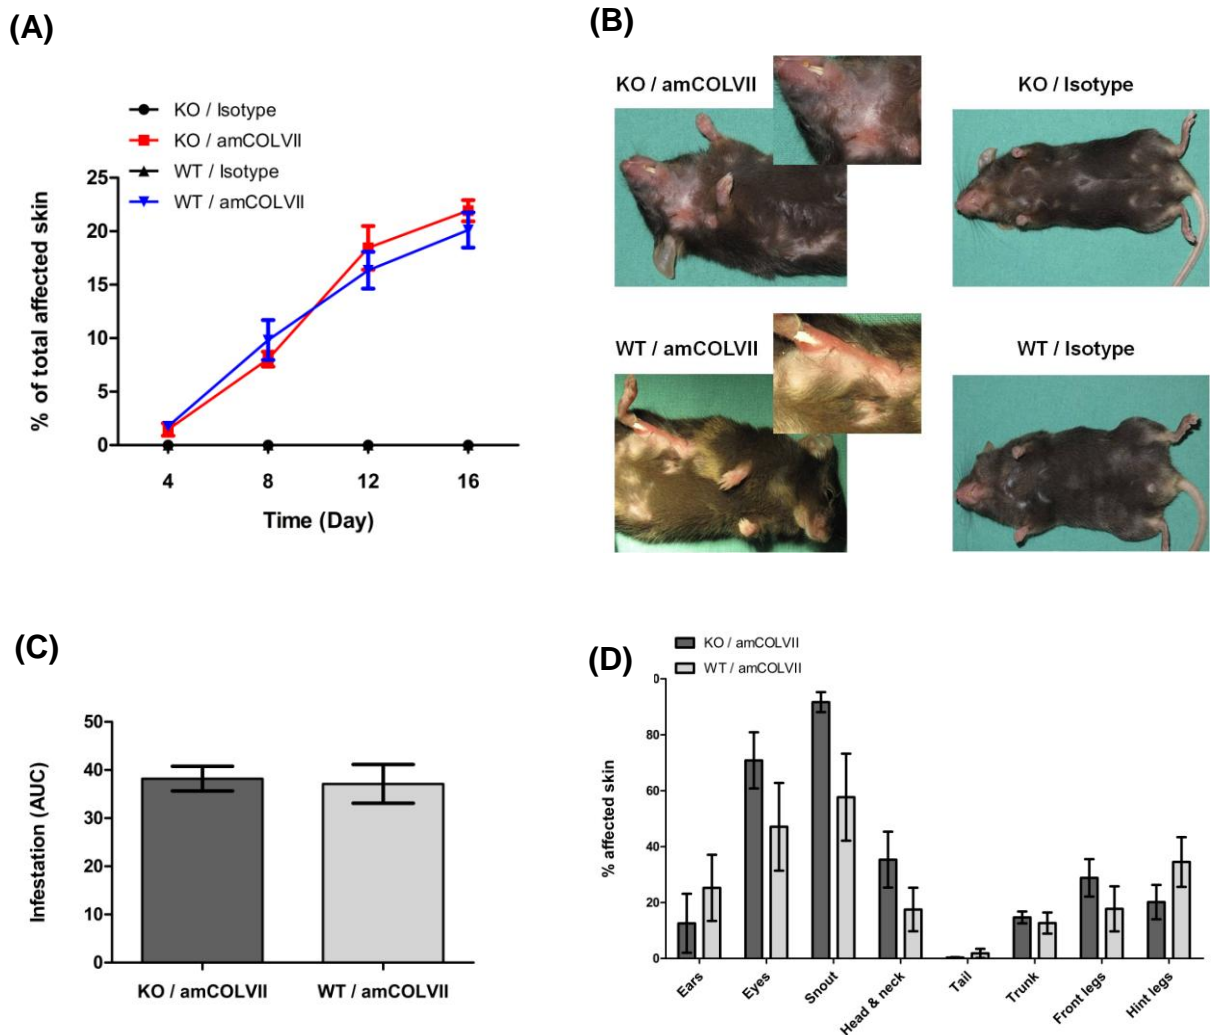 (A)
KO / Isotype
KO / amCOLVII
WT / Isotype
WT / amCOLVII
% of total affected skin
25
20
15
10
5
0
4 8 12 16
Time (Day)
(B)
KO / amCOLVII
KO / Isotype
WT / amCOLVII
WT / Isotype
(C)
Infestation (AUC)
50
40
30
20
10
0
KO / amCOLVII WT / amCOLVII
(D)
KO / amCOLVII
WT / amCOLVII
% affected skin
0
80
60
40
20
0
Ears Eyes Snout Head & neck Tail Trunk Front legs Hint legs